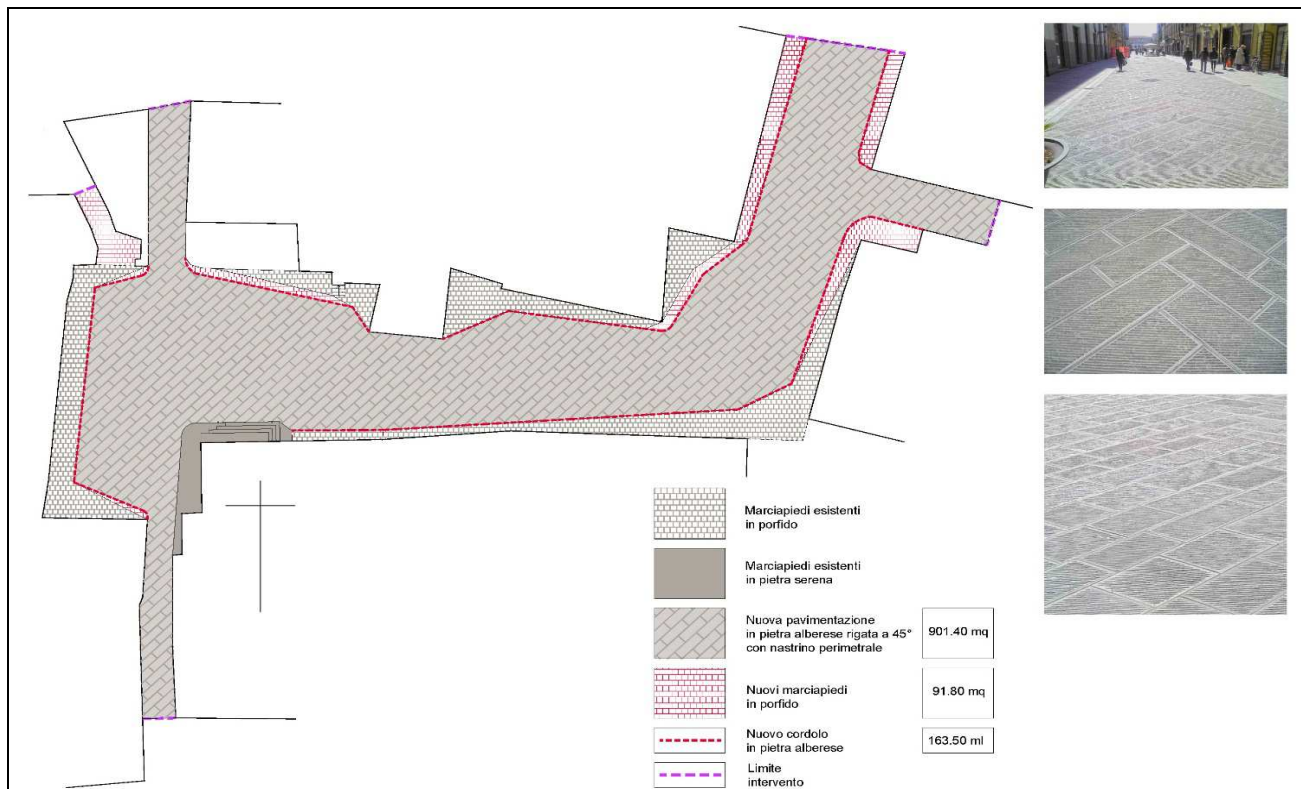 Marciapiedi esistenti
in porfido
Marciapiedi esistenti
in pietra serena
Nuova pavimentazione
in pietra alberese rigata a 45°
con nastrino perimetrale
901.40 mq
Nuovi marciapiedi
in porfido
91.80 mq
Nuovo cordolo
in pietra alberese
163.50 ml
Limite
intervento